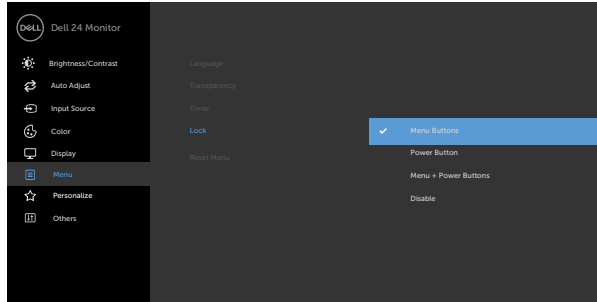 DELL
Dell 24 Monitor
Brightness/Contrast
Auto Adjust
Input Source
Color
Display
Menu
Personalize
Others
Language
Transparency
Timer
Lock
Reset Menu
Menu Buttons
Power Button
Menu + Power Buttons
Disable